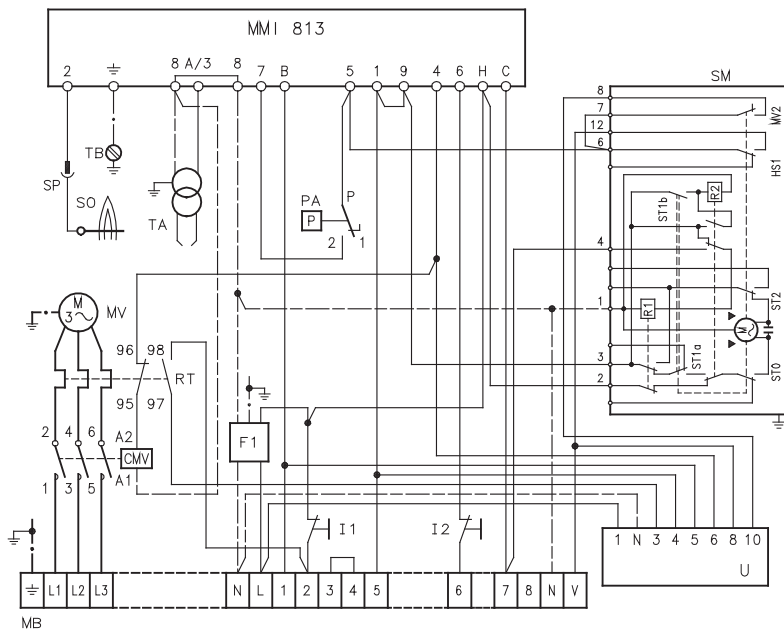 MMI 813
2 8 A/3 8 7 B 5 1 9 4 6 H C
SM
8
7
12
6
MV2
HS1
TB
SP
SO
TA
PA
P
P
2 1
R2
ST1b
4
1
R1
M
ST2
ST1a
ST0
3
2
M
3
MV
96 98
RT
95 97
2 4 6 A2
CMV
1 3 5 A1
F1
I1
I2
1 N 3 4 5 6 8 10
U
L1 L2 L3 N L 1 2 3 4 5 6 7 8 N V
MB